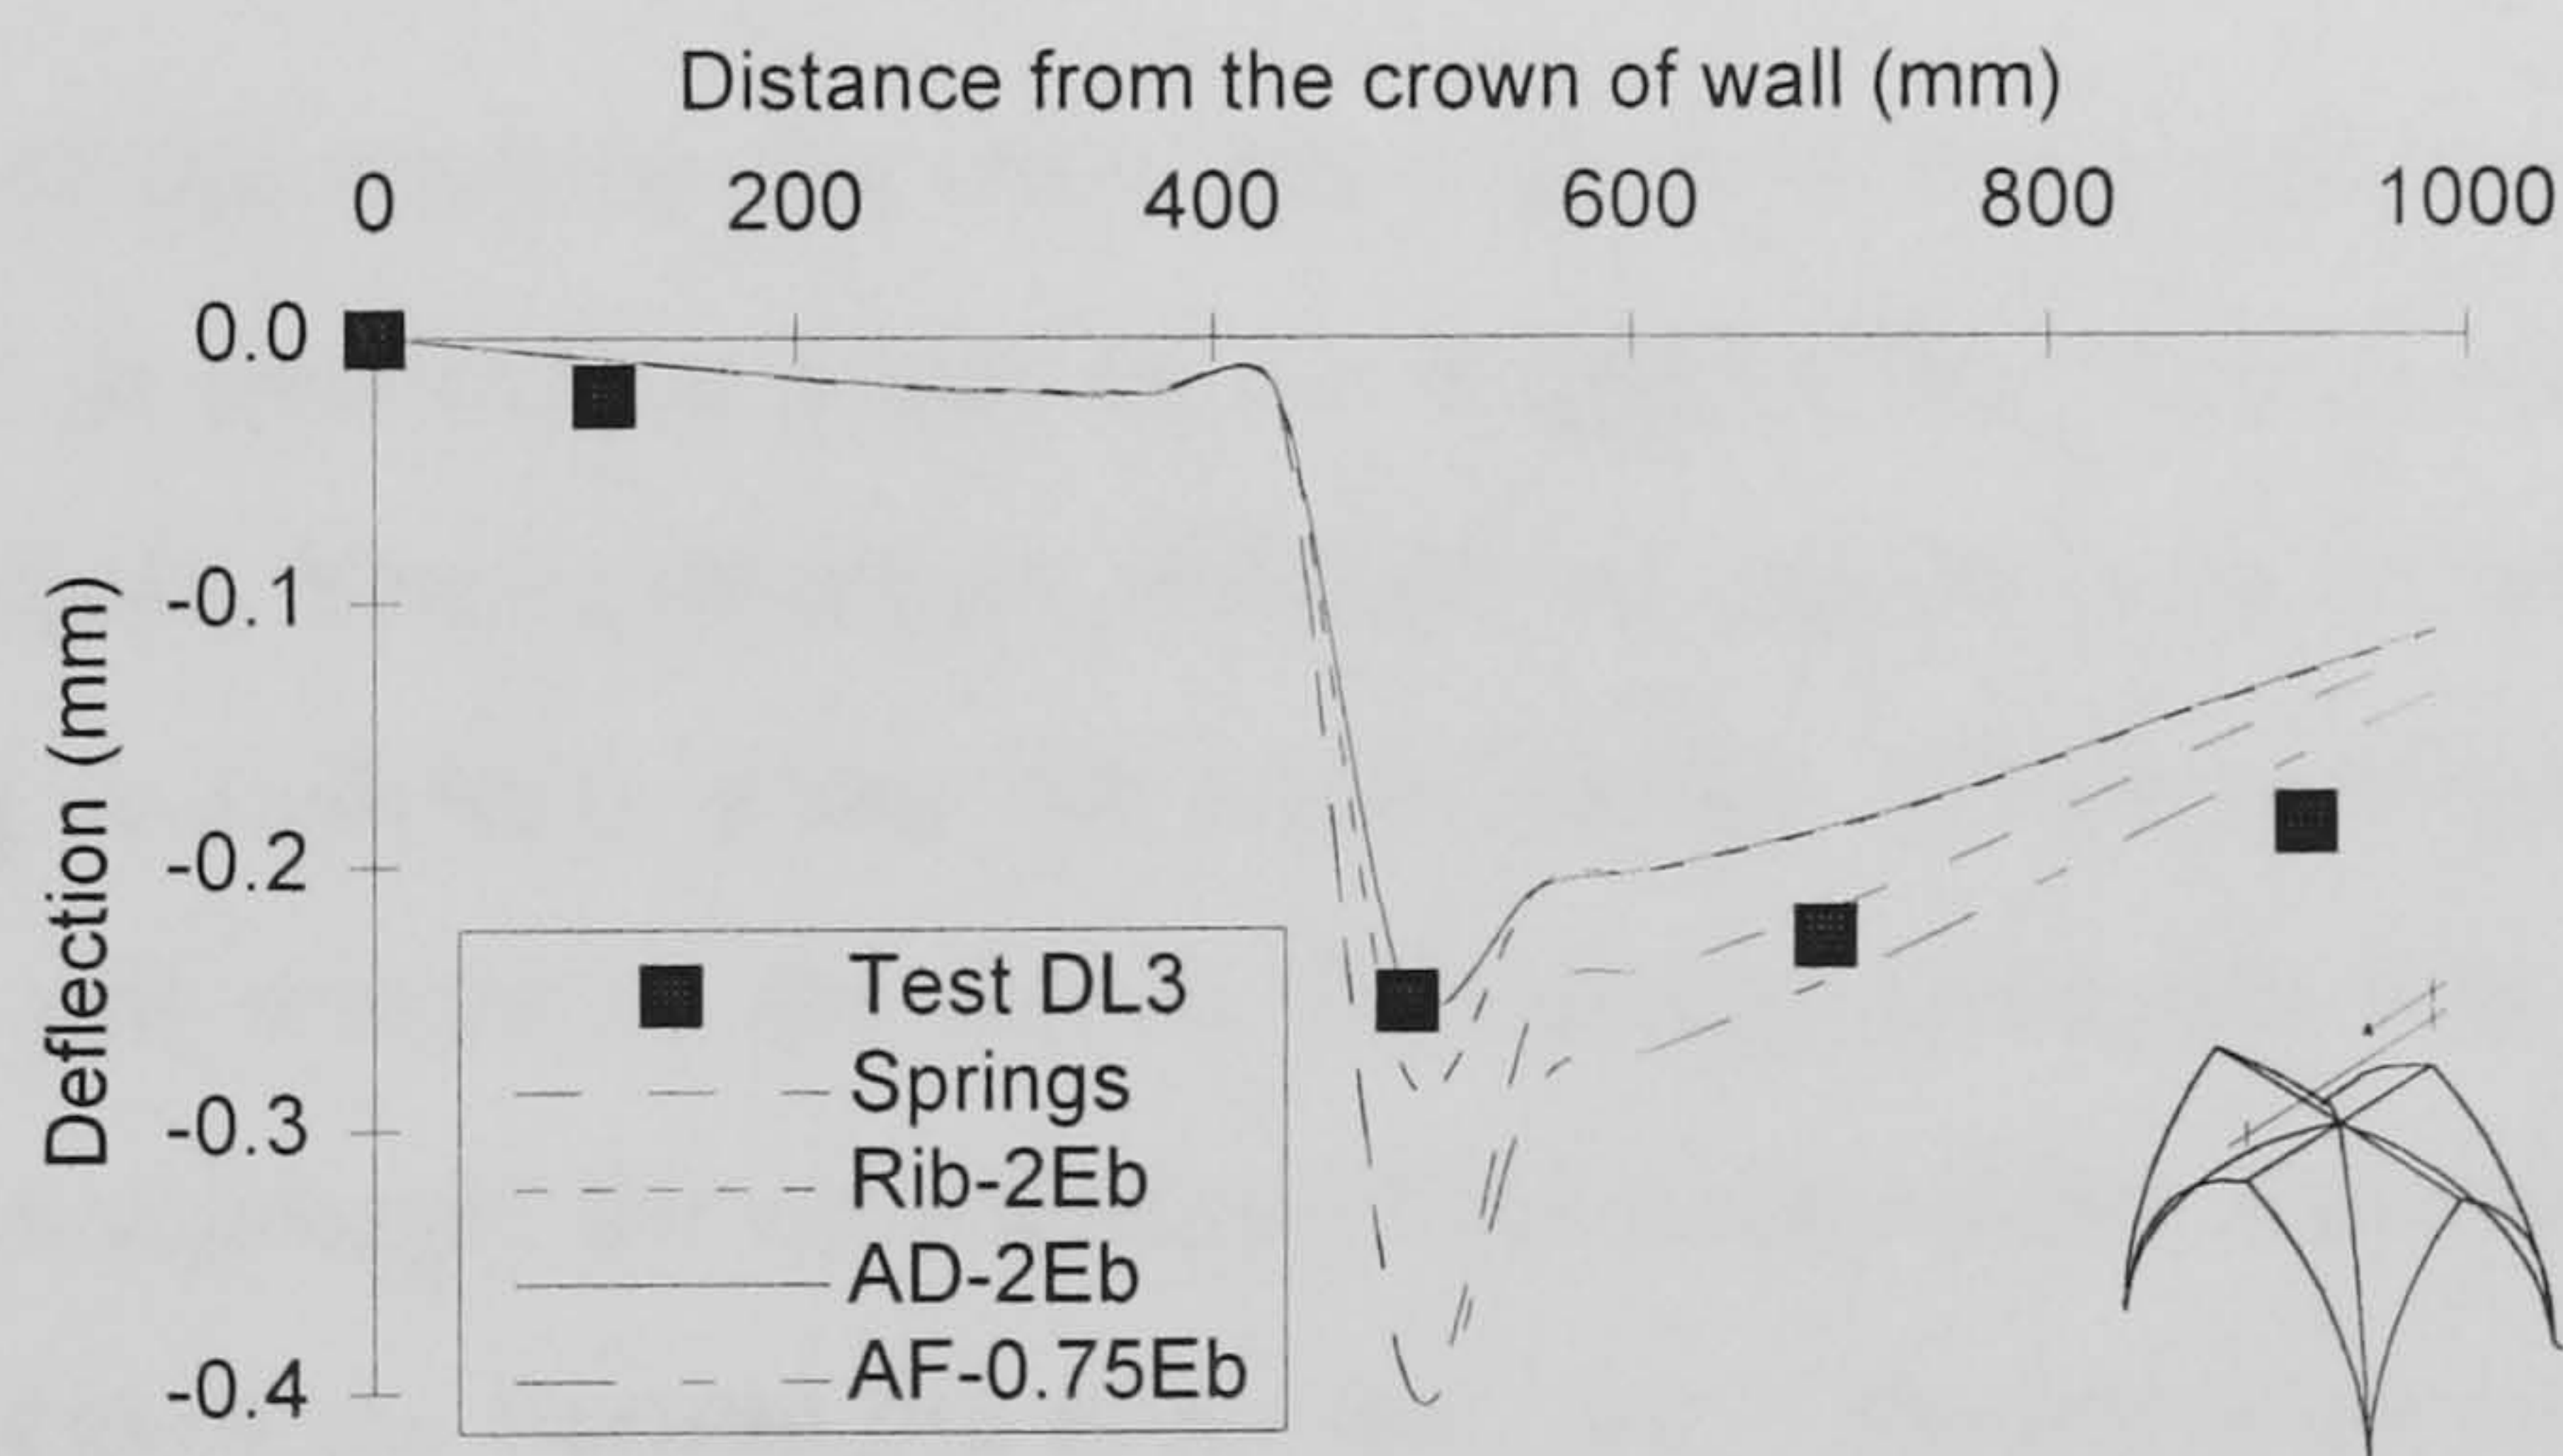 Distance from the crown of wall (mm)
0 200 400 600 800 1000
0.0
-0.1
-0.2
-0.3
-0.4
Deflection (mm)
Test DL3
Springs
Rib-2Eb
AD-2Eb
AF-0.75Eb